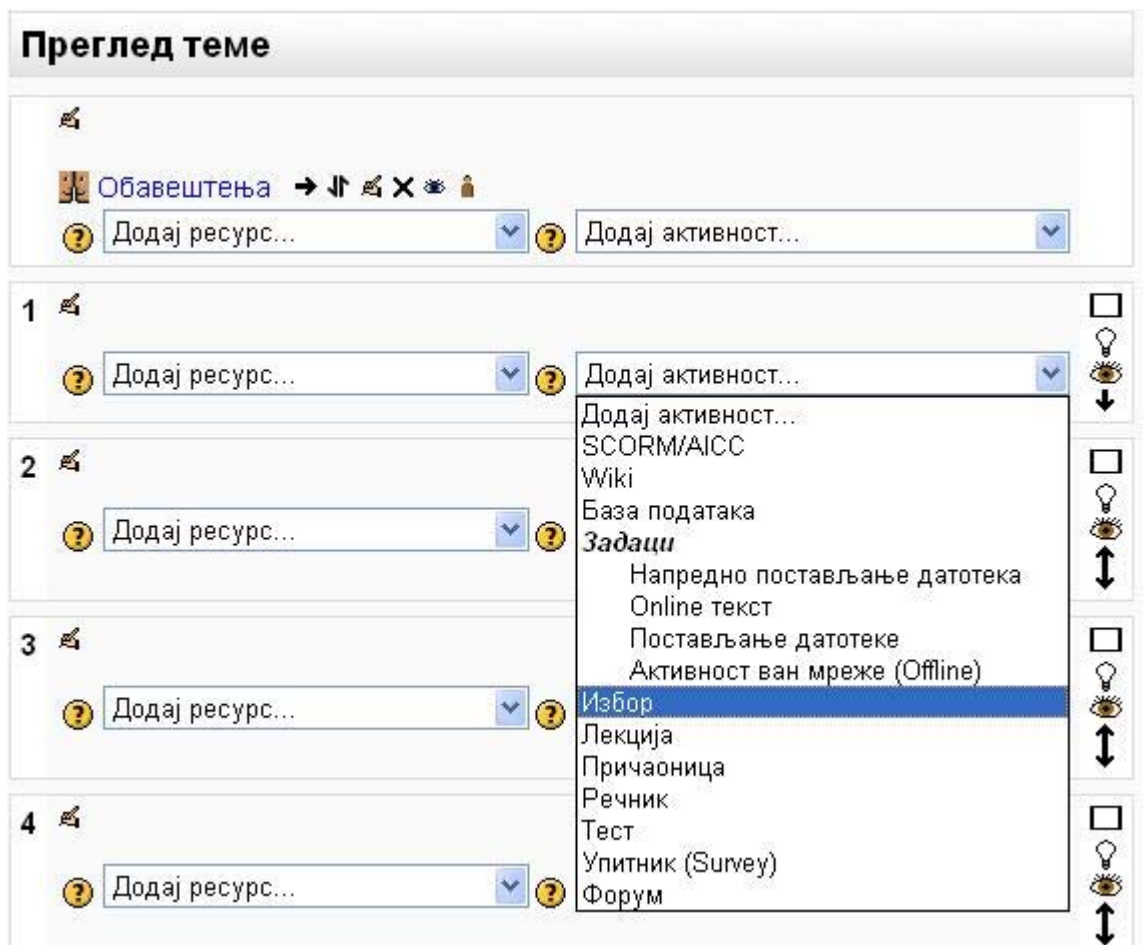 Преглед теме
Обавештења
Додај ресурс... Додај активност...
1
Додај ресурс... Додај активност...
Додај активност...
SCORM/AICC
2
Wiki
База података
Додај ресурс...
Задаци
Напредно постављање датотека
Online текст
3
Постављање датотеке
Активност ван мреже (Offline)
Додај ресурс...
Избор
Лекција
Причаоница
Речник
4
Тест
Упитник (Survey)
Додај ресурс...
Форум